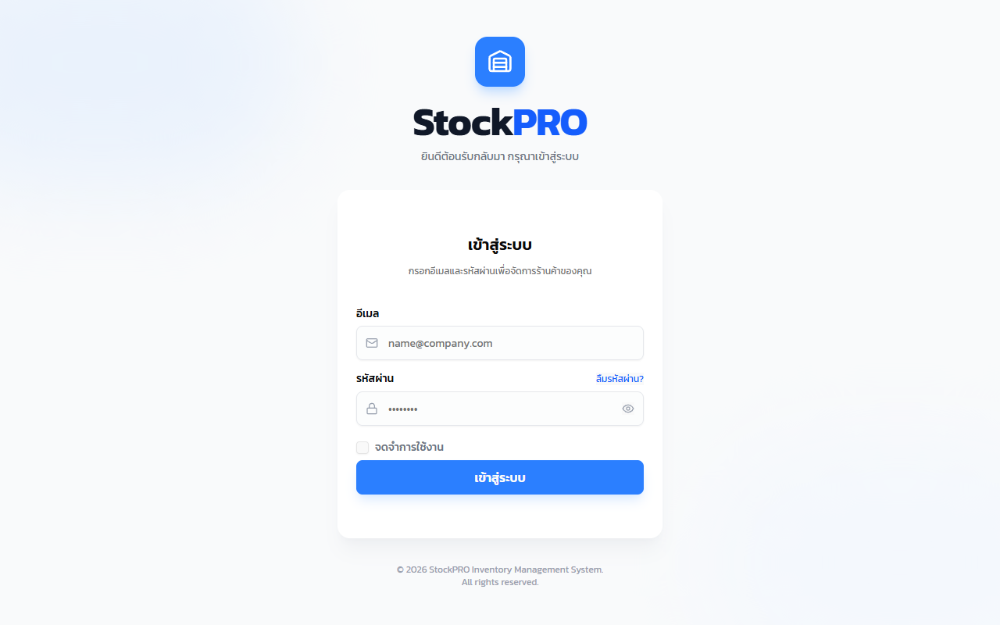 StockPRO
ยินดีต้อนรับกลับมา กรุณาเข้าสู่ระบบ
เข้าสู่ระบบ
กรอกอีเมลและรหัสผ่านเพื่อจัดการร้านค้าของคุณ
อีเมล
name@company.com
รหัสผ่าน ลืมรหัสผ่าน?
••••••••
จดจำการใช้งาน
เข้าสู่ระบบ
© 2026 StockPRO Inventory Management System.
All rights reserved.